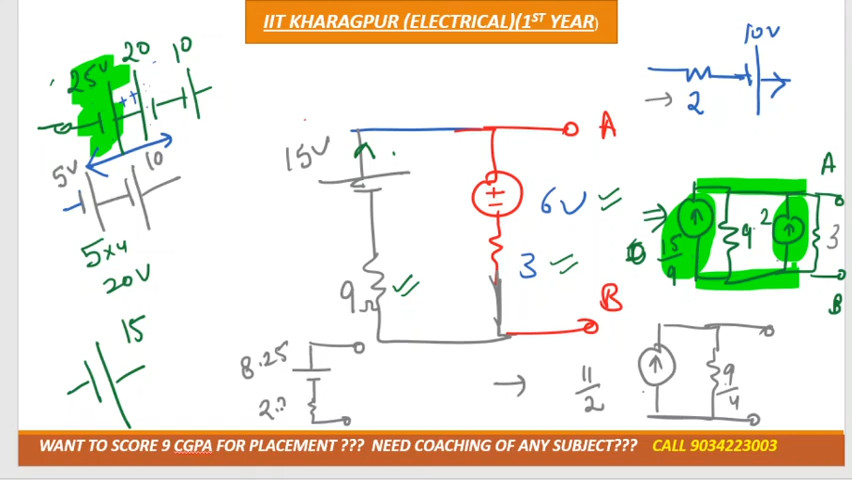 IIT KHARAGPUR (ELECTRICAL)(1ST YEAR)
25V 20 10
++
5V 10
5x4
20V
15
15V
9Ω
A
+
6V
3
B
8.25
→ 11/2
9/4
10V
→ 2
A
⇒
15/9
9
2
3
B
WANT TO SCORE 9 CGPA FOR PLACEMENT ??? NEED COACHING OF ANY SUBJECT??? CALL 9034223003